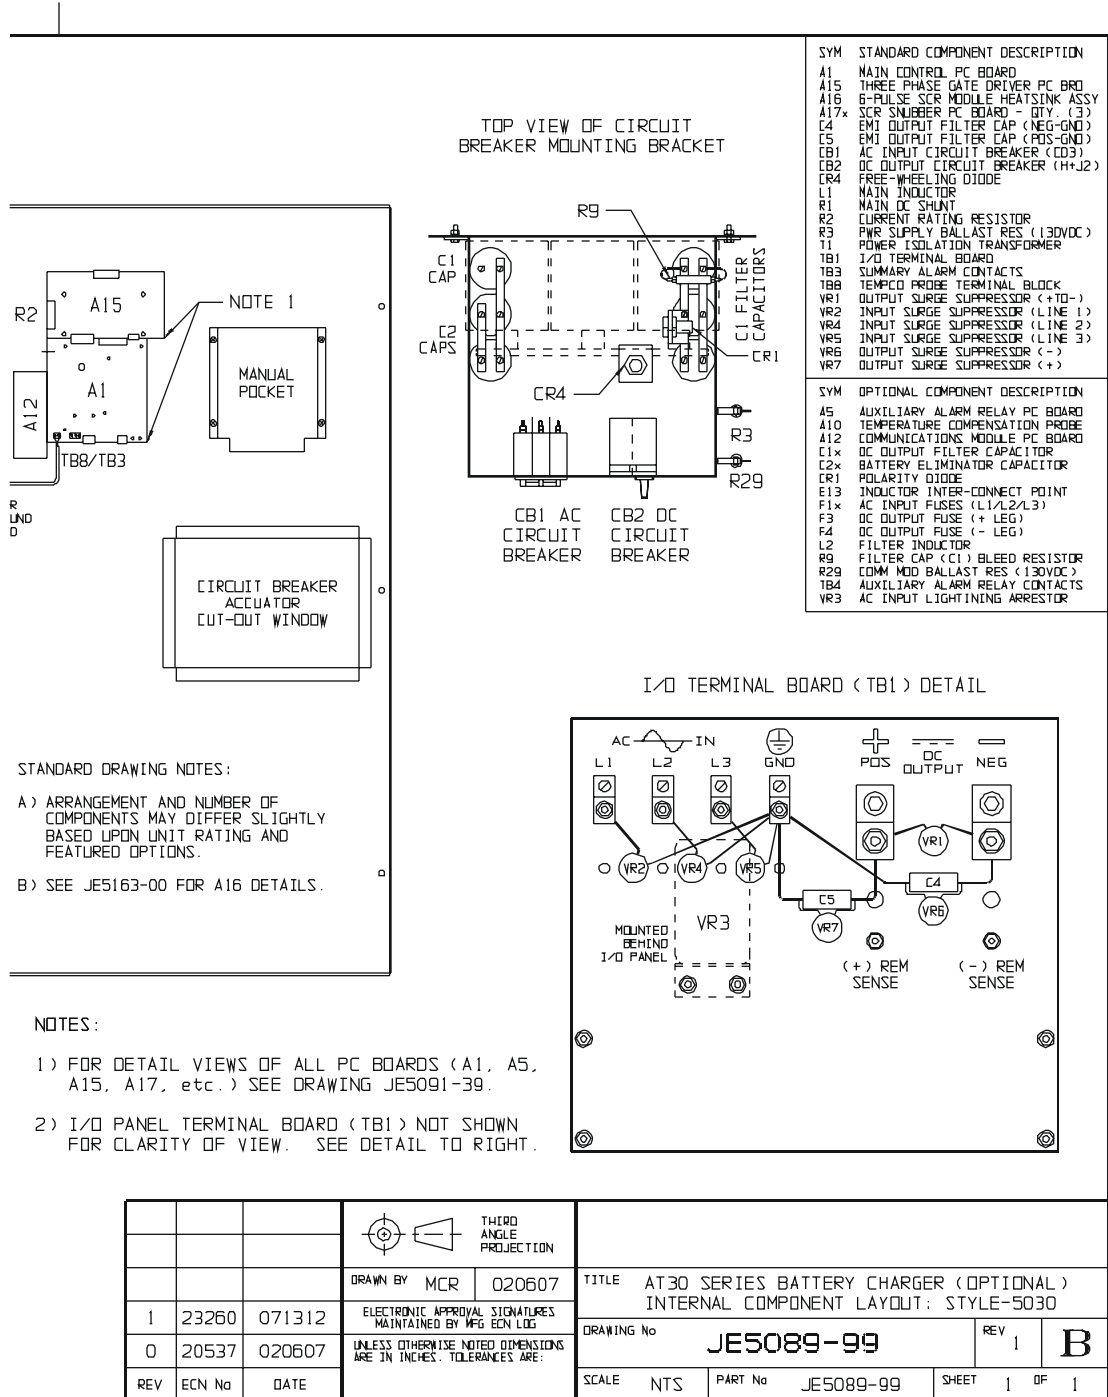 SYM STANDARD COMPONENT DESCRIPTION
A1 MAIN CONTROL PC BOARD
A15 THREE PHASE GATE DRIVER PC BRD
A16 6-PULSE SCR MODULE HEATSINK ASSY
A17x SCR SNUBBER PC BOARD - QTY. (3)
C4 EMI OUTPUT FILTER CAP (NEG-GND)
C5 EMI OUTPUT FILTER CAP (POS-GND)
CB1 AC INPUT CIRCUIT BREAKER (CD3)
CB2 DC OUTPUT CIRCUIT BREAKER (H+J2)
CR4 FREE-WHEELING DIODE
L1 MAIN INDUCTOR
R1 MAIN DC SHUNT
R2 CURRENT RATING RESISTOR
R3 PWR SUPPLY BALLAST RES (130VDC)
T1 POWER ISOLATION TRANSFORMER
TB1 I/O TERMINAL BOARD
TB3 SUMMARY ALARM CONTACTS
TB8 TEMPCO PROBE TERMINAL BLOCK
VR1 OUTPUT SURGE SUPPRESSOR (+TO-)
VR2 INPUT SURGE SUPPRESSOR (LINE 1)
VR4 INPUT SURGE SUPPRESSOR (LINE 2)
VR5 INPUT SURGE SUPPRESSOR (LINE 3)
VR6 OUTPUT SURGE SUPPRESSOR (-)
VR7 OUTPUT SURGE SUPPRESSOR (+)
SYM OPTIONAL COMPONENT DESCRIPTION
A5 AUXILIARY ALARM RELAY PC BOARD
A10 TEMPERATURE COMPENSATION PROBE
A12 COMMUNICATIONS MODULE PC BOARD
C1x DC OUTPUT FILTER CAPACITOR
C2x BATTERY ELIMINATOR CAPACITOR
CR1 POLARITY DIODE
E13 INDUCTOR INTER-CONNECT POINT
F1x AC INPUT FUSES (L1/L2/L3)
F3 DC OUTPUT FUSE (+ LEG)
F4 DC OUTPUT FUSE (- LEG)
L2 FILTER INDUCTOR
R9 FILTER CAP (C1) BLEED RESISTOR
R29 COMM MOD BALLAST RES (130VDC)
TB4 AUXILIARY ALARM RELAY CONTACTS
VR3 AC INPUT LIGHTINING ARRESTOR
TOP VIEW OF CIRCUIT
BREAKER MOUNTING BRACKET
R9
C1
CAP
C2
CAPS
C1 FILTER
CAPACITORS
CR1
CR4
R3
R29
CB1 AC
CIRCUIT
BREAKER
CB2 DC
CIRCUIT
BREAKER
R2
A15
NOTE 1
A1
A12
MANUAL
POCKET
TB8/TB3
R
UND
D
CIRCUIT BREAKER
ACCUATOR
CUT-OUT WINDOW
STANDARD DRAWING NOTES:
A) ARRANGEMENT AND NUMBER OF
COMPONENTS MAY DIFFER SLIGHTLY
BASED UPON UNIT RATING AND
FEATURED OPTIONS.
B) SEE JE5163-00 FOR A16 DETAILS.
I/O TERMINAL BOARD (TB1) DETAIL
AC IN
L1 L2 L3 GND
POS DC OUTPUT NEG
VR2 VR4 VR5 VR1
C5 C4
VR7 VR6
VR3
MOUNTED
BEHIND
I/O PANEL
(+) REM
SENSE
(-) REM
SENSE
NOTES:
1) FOR DETAIL VIEWS OF ALL PC BOARDS (A1, A5,
A15, A17, etc.) SEE DRAWING JE5091-39.
2) I/O PANEL TERMINAL BOARD (TB1) NOT SHOWN
FOR CLARITY OF VIEW. SEE DETAIL TO RIGHT.
THIRD
ANGLE
PROJECTION
DRAWN BY MCR 020607
ELECTRONIC APPROVAL SIGNATURES
MAINTAINED BY MFG ECN LOG
UNLESS OTHERWISE NOTED DIMENSIONS
ARE IN INCHES. TOLERANCES ARE:
1 23260 071312
0 20537 020607
REV ECN No DATE
TITLE AT30 SERIES BATTERY CHARGER (OPTIONAL)
INTERNAL COMPONENT LAYOUT: STYLE-5030
DRAWING No JE5089-99 REV 1 B
SCALE NTS PART No JE5089-99 SHEET 1 OF 1